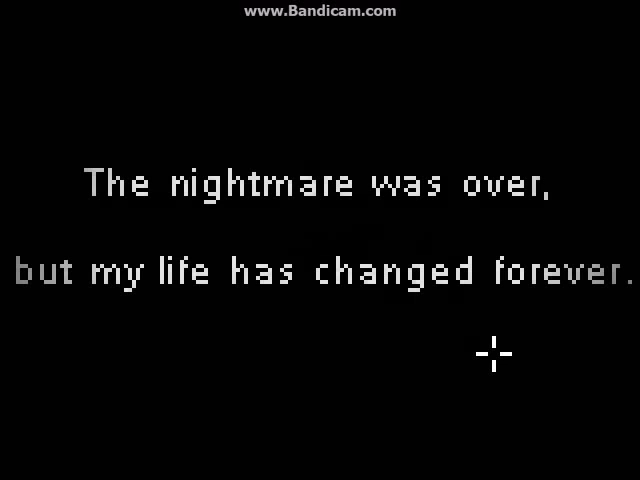 www.Bandicam.com
The nightmare was over,
but my life has changed forever.